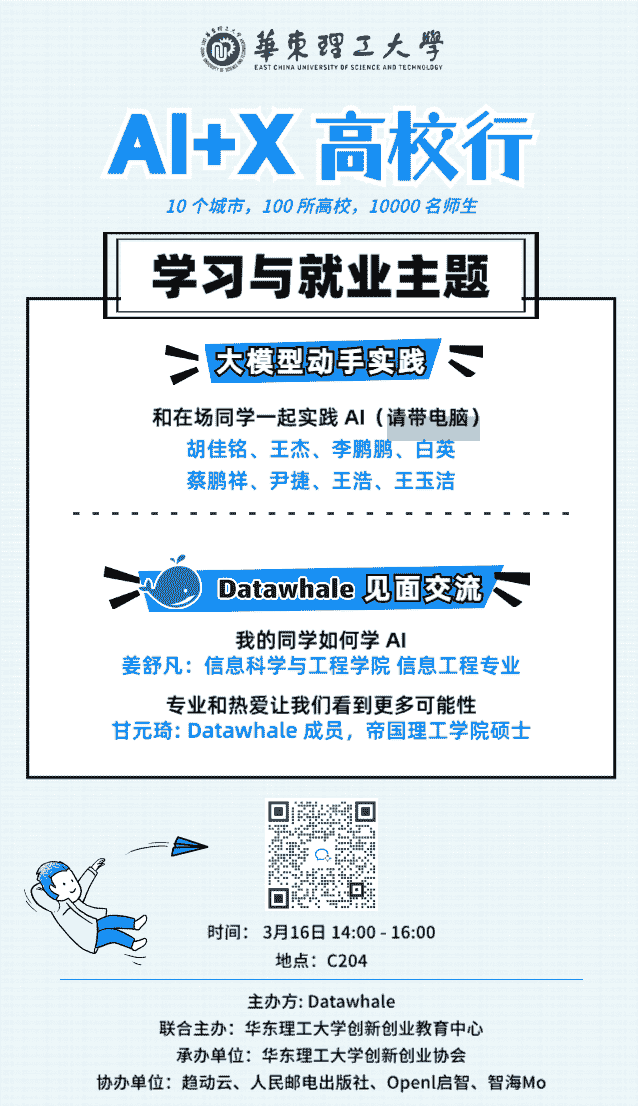 華東理工大學
EAST CHINA UNIVERSITY OF SCIENCE AND TECHNOLOGY
AI+X 高校行
10 个城市，100 所高校，10000 名师生
学习与就业主题
大模型动手实践
和在场同学一起实践 AI（请带电脑）
胡佳铭、王杰、李鹏鹏、白英
蔡鹏祥、尹捷、王浩、王玉洁
Datawhale 见面交流
我的同学如何学 AI
姜舒凡：信息科学与工程学院 信息工程专业
专业和热爱让我们看到更多可能性
甘元琦: Datawhale 成员，帝国理工学院硕士
时间： 3月16日 14:00 - 16:00
地点：C204
主办方: Datawhale
联合主办：华东理工大学创新创业教育中心
承办单位：华东理工大学创新创业协会
协办单位：趋动云、人民邮电出版社、OpenI启智、智海Mo